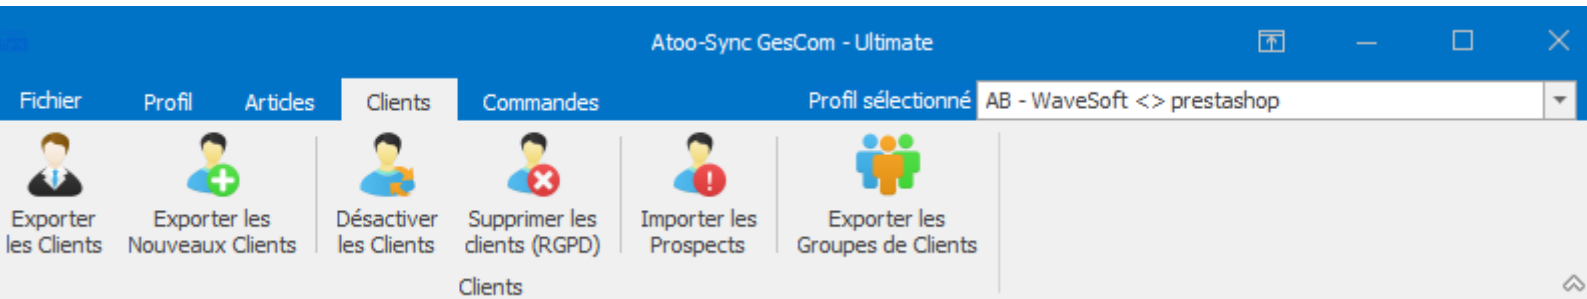 Atoo-Sync GesCom - Ultimate
Fichier Profil Articles Clients Commandes Profil sélectionné AB - WaveSoft <> prestashop
Exporter
les Clients
Exporter les
Nouveaux Clients
Désactiver
les Clients
Supprimer les
clients (RGPD)
Importer les
Prospects
Exporter les
Groupes de Clients
Clients